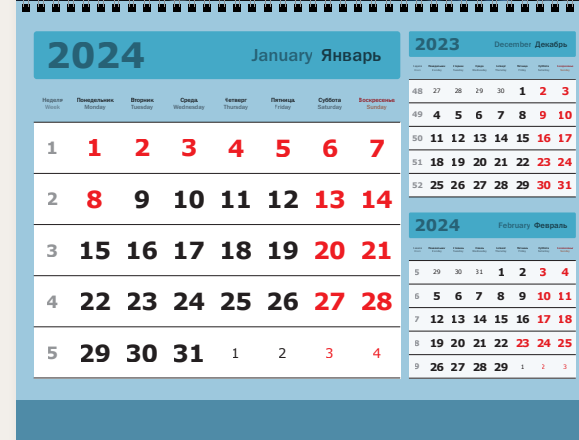 2024 January Январь
Неделя Понедельник Вторник Среда Четверг Пятница Суббота Воскресенье
Week Monday Tuesday Wednesday Thursday Friday Saturday Sunday
1 1 2 3 4 5 6 7
2 8 9 10 11 12 13 14
3 15 16 17 18 19 20 21
4 22 23 24 25 26 27 28
5 29 30 31 1 2 3 4
2023 December Декабрь
48 27 28 29 30 1 2 3
49 4 5 6 7 8 9 10
50 11 12 13 14 15 16 17
51 18 19 20 21 22 23 24
52 25 26 27 28 29 30 31
2024 February Февраль
5 29 30 31 1 2 3 4
6 5 6 7 8 9 10 11
7 12 13 14 15 16 17 18
8 19 20 21 22 23 24 25
9 26 27 28 29 1 2 3